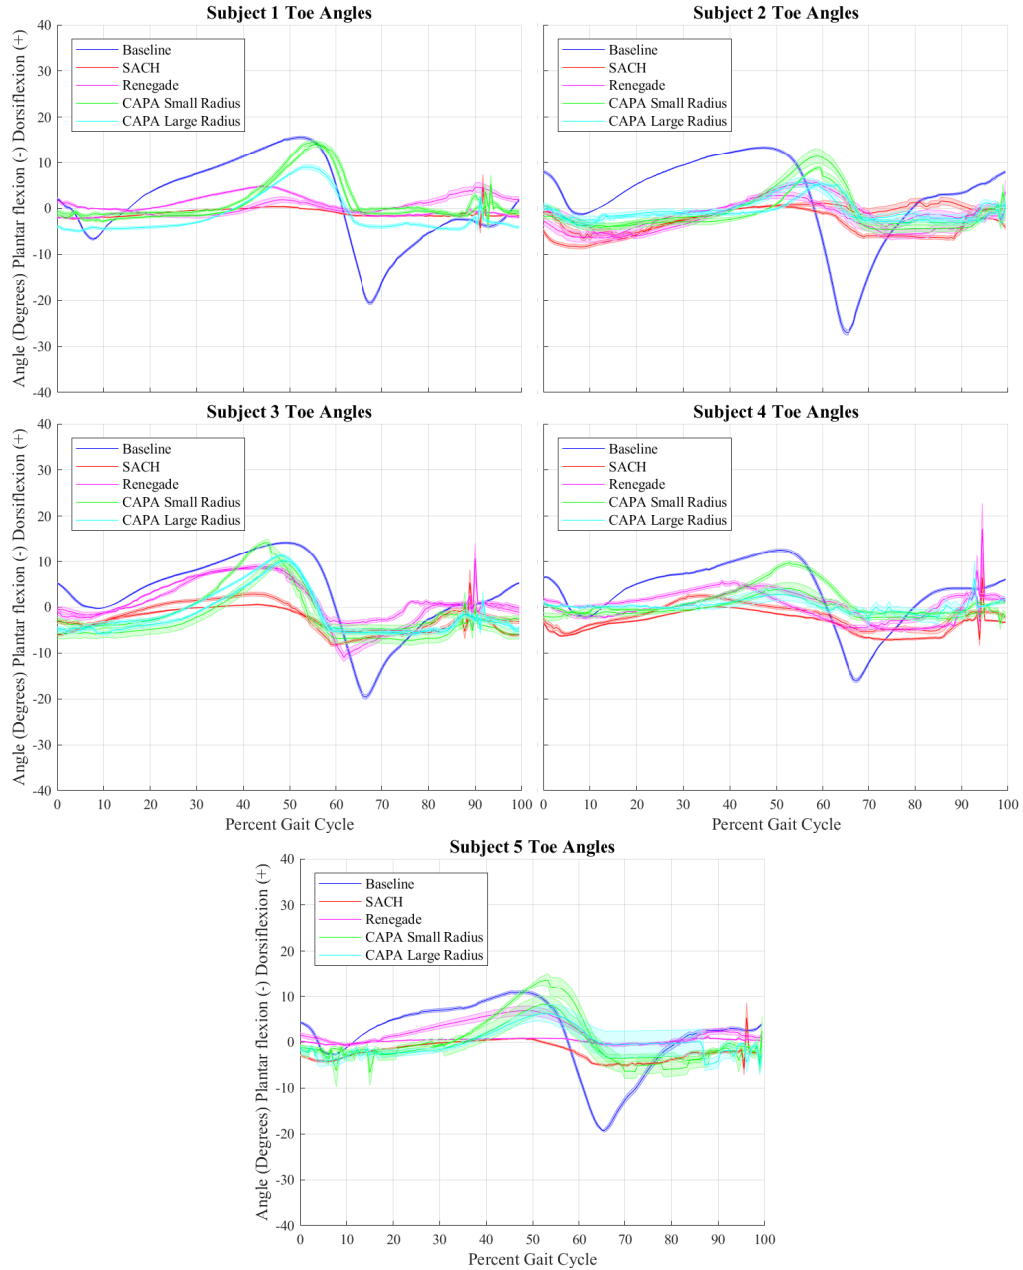 Subject 1 Toe Angles
Subject 2 Toe Angles
40
30
20
10
0
-10
-20
-30
-40
Angle (Degrees) Plantar flexion (-) Dorsiflexion (+)
Baseline
SACH
Renegade
CAPA Small Radius
CAPA Large Radius
Baseline
SACH
Renegade
CAPA Small Radius
CAPA Large Radius
Subject 3 Toe Angles
Subject 4 Toe Angles
40
30
20
10
0
-10
-20
-30
-40
Angle (Degrees) Plantar flexion (-) Dorsiflexion (+)
Baseline
SACH
Renegade
CAPA Small Radius
CAPA Large Radius
Baseline
SACH
Renegade
CAPA Small Radius
CAPA Large Radius
0 10 20 30 40 50 60 70 80 90 100
0 10 20 30 40 50 60 70 80 90 100
Percent Gait Cycle
Percent Gait Cycle
Subject 5 Toe Angles
40
30
20
10
0
-10
-20
-30
-40
Angle (Degrees) Plantar flexion (-) Dorsiflexion (+)
Baseline
SACH
Renegade
CAPA Small Radius
CAPA Large Radius
0 10 20 30 40 50 60 70 80 90 100
Percent Gait Cycle